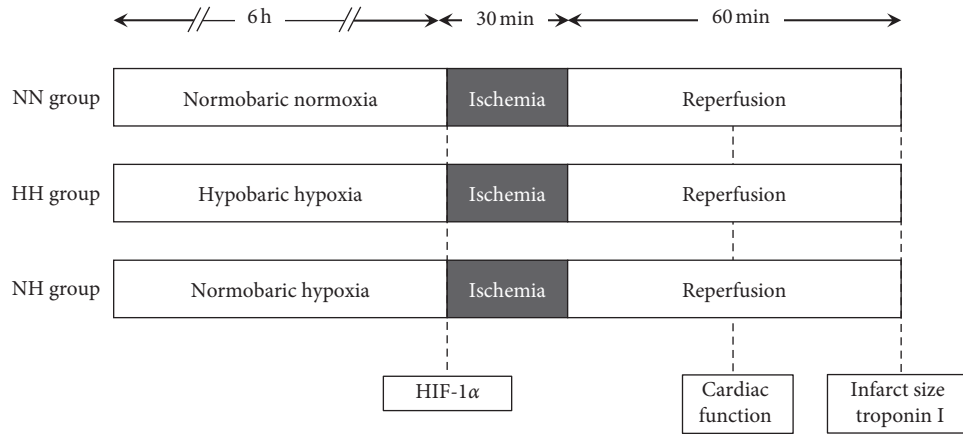 6 h 30 min 60 min
NN group Normobaric normoxia Ischemia Reperfusion
HH group Hypobaric hypoxia Ischemia Reperfusion
NH group Normobaric hypoxia Ischemia Reperfusion
HIF-1α
Cardiac
function
Infarct size
troponin I